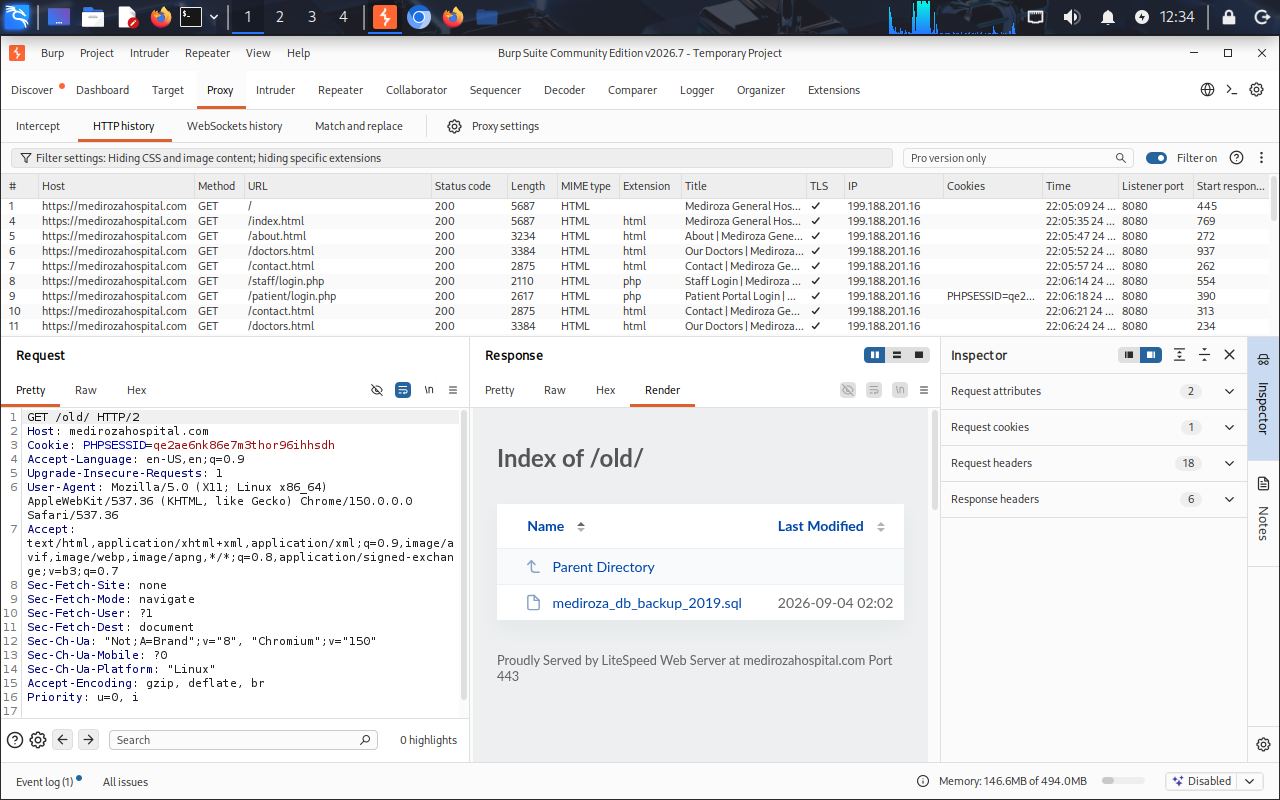 1 2 3 4 12:34
Burp Project Intruder Repeater View Help Burp Suite Community Edition v2026.7 - Temporary Project
Discover Dashboard Target Proxy Intruder Repeater Collaborator Sequencer Decoder Comparer Logger Organizer Extensions
Intercept HTTP history WebSockets history Match and replace Proxy settings
Filter settings: Hiding CSS and image content; hiding specific extensions Pro version only Filter on
# Host Method URL Status code Length MIME type Extension Title TLS IP Cookies Time Listener port Start respon...
1 https://medirozahospital.com GET / 200 5687 HTML Mediroza General Hos... ✓ 199.188.201.16 22:05:09 24 ... 8080 445
4 https://medirozahospital.com GET /index.html 200 5687 HTML html Mediroza General Hos... ✓ 199.188.201.16 22:05:35 24 ... 8080 769
5 https://medirozahospital.com GET /about.html 200 3234 HTML html About | Mediroza Gene... ✓ 199.188.201.16 22:05:47 24 ... 8080 272
6 https://medirozahospital.com GET /doctors.html 200 3384 HTML html Our Doctors | Mediroza... ✓ 199.188.201.16 22:05:52 24 ... 8080 937
7 https://medirozahospital.com GET /contact.html 200 2875 HTML html Contact | Mediroza Ge... ✓ 199.188.201.16 22:05:57 24 ... 8080 262
8 https://medirozahospital.com GET /staff/login.php 200 2110 HTML php Staff Login | Mediroza ... ✓ 199.188.201.16 22:06:14 24 ... 8080 554
9 https://medirozahospital.com GET /patient/login.php 200 2617 HTML php Patient Portal Login | ... ✓ 199.188.201.16 PHPSESSID=qe2... 22:06:18 24 ... 8080 390
10 https://medirozahospital.com GET /contact.html 200 2875 HTML html Contact | Mediroza Ge... ✓ 199.188.201.16 22:06:21 24 ... 8080 313
11 https://medirozahospital.com GET /doctors.html 200 3384 HTML html Our Doctors | Mediroza... ✓ 199.188.201.16 22:06:24 24 ... 8080 234
Request
Pretty Raw Hex \n
1 GET /old/ HTTP/2
2 Host: medirozahospital.com
3 Cookie: PHPSESSID=qe2ae6nk86e7m3thor96ihhsdh
4 Accept-Language: en-US,en;q=0.9
5 Upgrade-Insecure-Requests: 1
6 User-Agent: Mozilla/5.0 (X11; Linux x86_64)
AppleWebKit/537.36 (KHTML, like Gecko) Chrome/150.0.0.0
Safari/537.36
7 Accept:
text/html,application/xhtml+xml,application/xml;q=0.9,image/a
vif,image/webp,image/apng,*/*;q=0.8,application/signed-exchan
ge;v=b3;q=0.7
8 Sec-Fetch-Site: none
9 Sec-Fetch-Mode: navigate
10 Sec-Fetch-User: ?1
11 Sec-Fetch-Dest: document
12 Sec-Ch-Ua: "Not;A=Brand";v="8", "Chromium";v="150"
13 Sec-Ch-Ua-Mobile: ?0
14 Sec-Ch-Ua-Platform: "Linux"
15 Accept-Encoding: gzip, deflate, br
16 Priority: u=0, i
17
Search 0 highlights
Response
Pretty Raw Hex Render \n
Index of /old/
Name Last Modified
Parent Directory
mediroza_db_backup_2019.sql 2026-09-04 02:02
Proudly Served by LiteSpeed Web Server at medirozahospital.com Port
443
Inspector
Request attributes 2
Request cookies 1
Request headers 18
Response headers 6
Inspector
Notes
Event log (1) All issues Memory: 146.6MB of 494.0MB Disabled